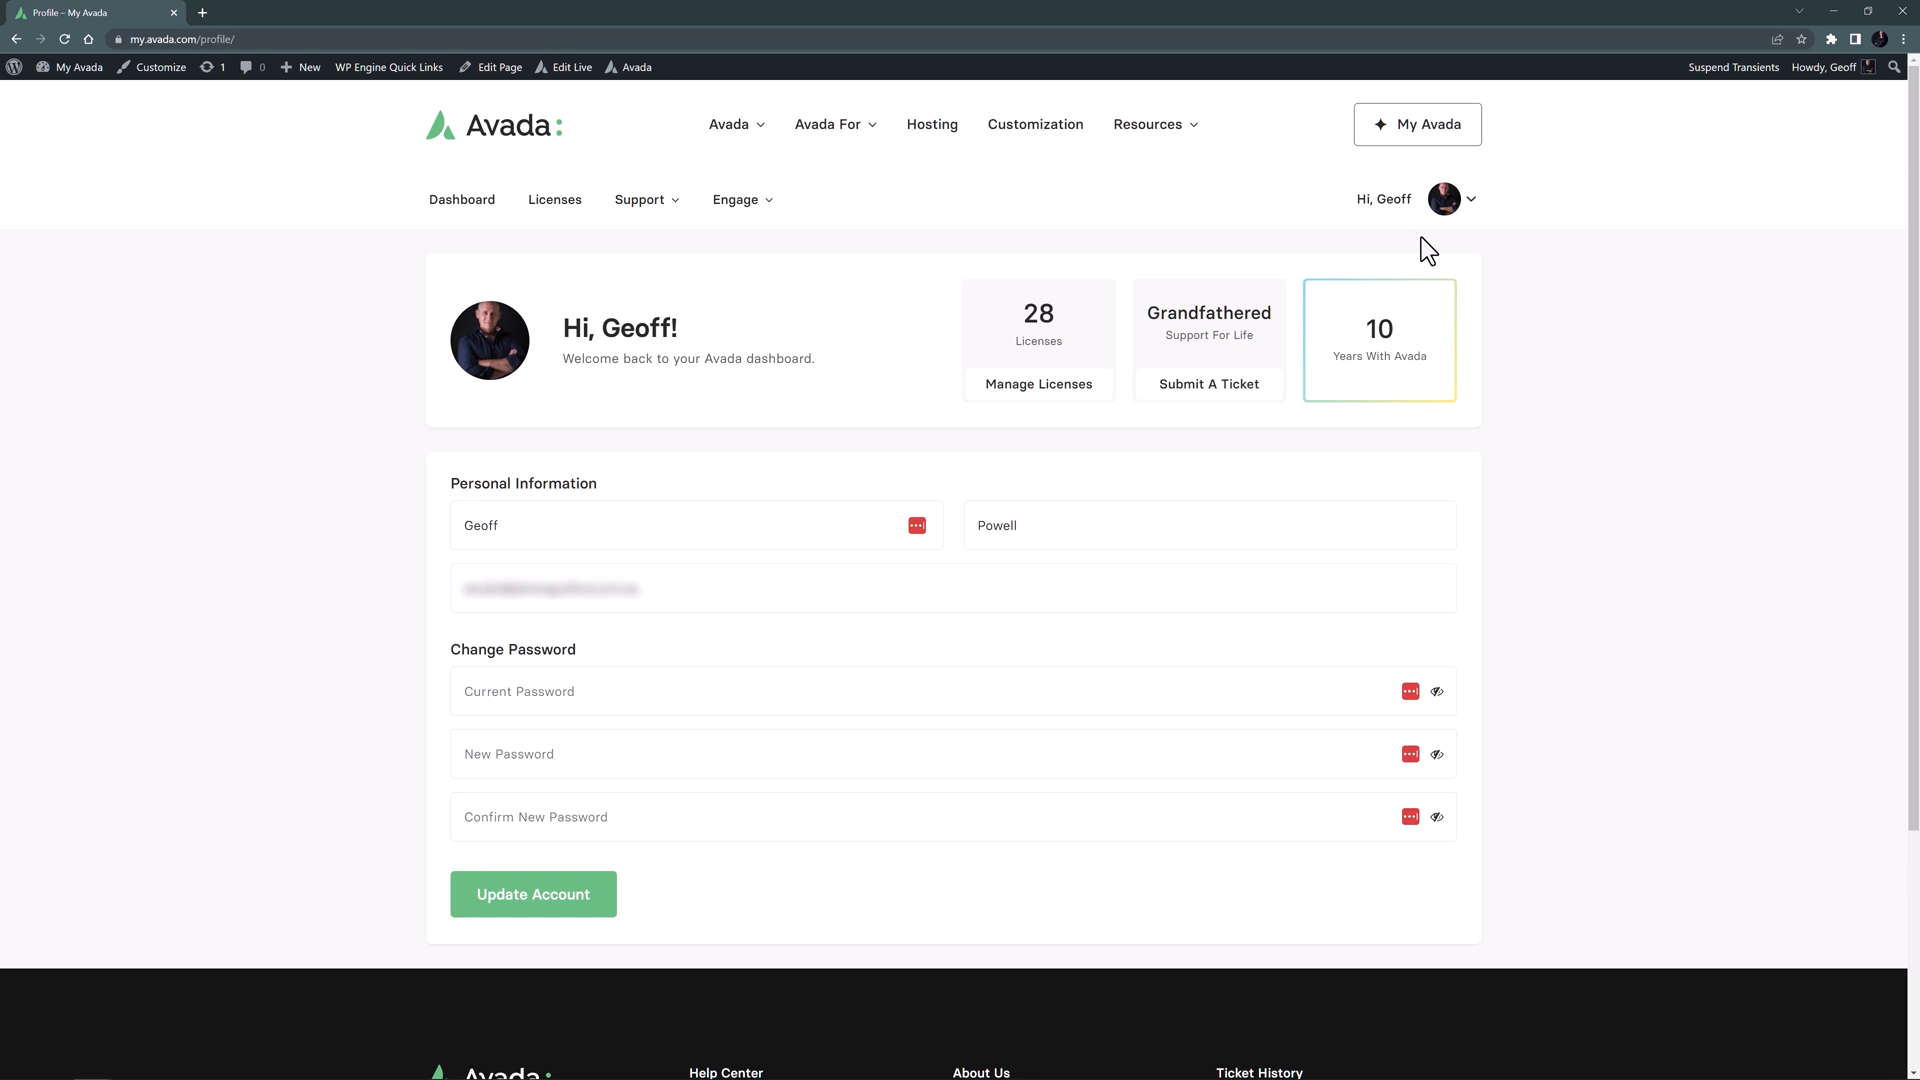 Profile – My Avada
my.avada.com/profile/
My Avada
Customize
1
0
New
WP Engine Quick Links
Edit Page
Edit Live
Avada
Suspend Transients
Howdy, Geoff
Avada:
Avada
Avada For
Hosting
Customization
Resources
My Avada
Dashboard
Licenses
Support
Engage
Hi, Geoff
Hi, Geoff!
Welcome back to your Avada dashboard.
28
Licenses
Manage Licenses
Grandfathered
Support For Life
Submit A Ticket
10
Years With Avada
Personal Information
Geoff
Powell
Change Password
Current Password
New Password
Confirm New Password
Update Account
Avada:
Help Center
About Us
Ticket History